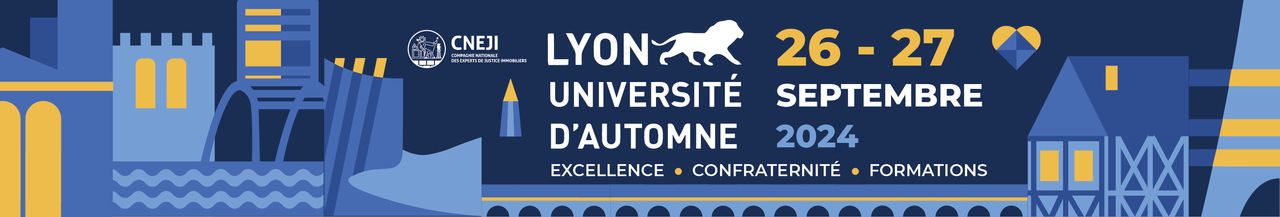 CNEJI
COMPAGNIE NATIONALE
DES EXPERTS DE JUSTICE IMMOBILIERS
LYON
UNIVERSITÉ
D'AUTOMNE
26 - 27
SEPTEMBRE
2024
EXCELLENCE • CONFRATERNITÉ • FORMATIONS